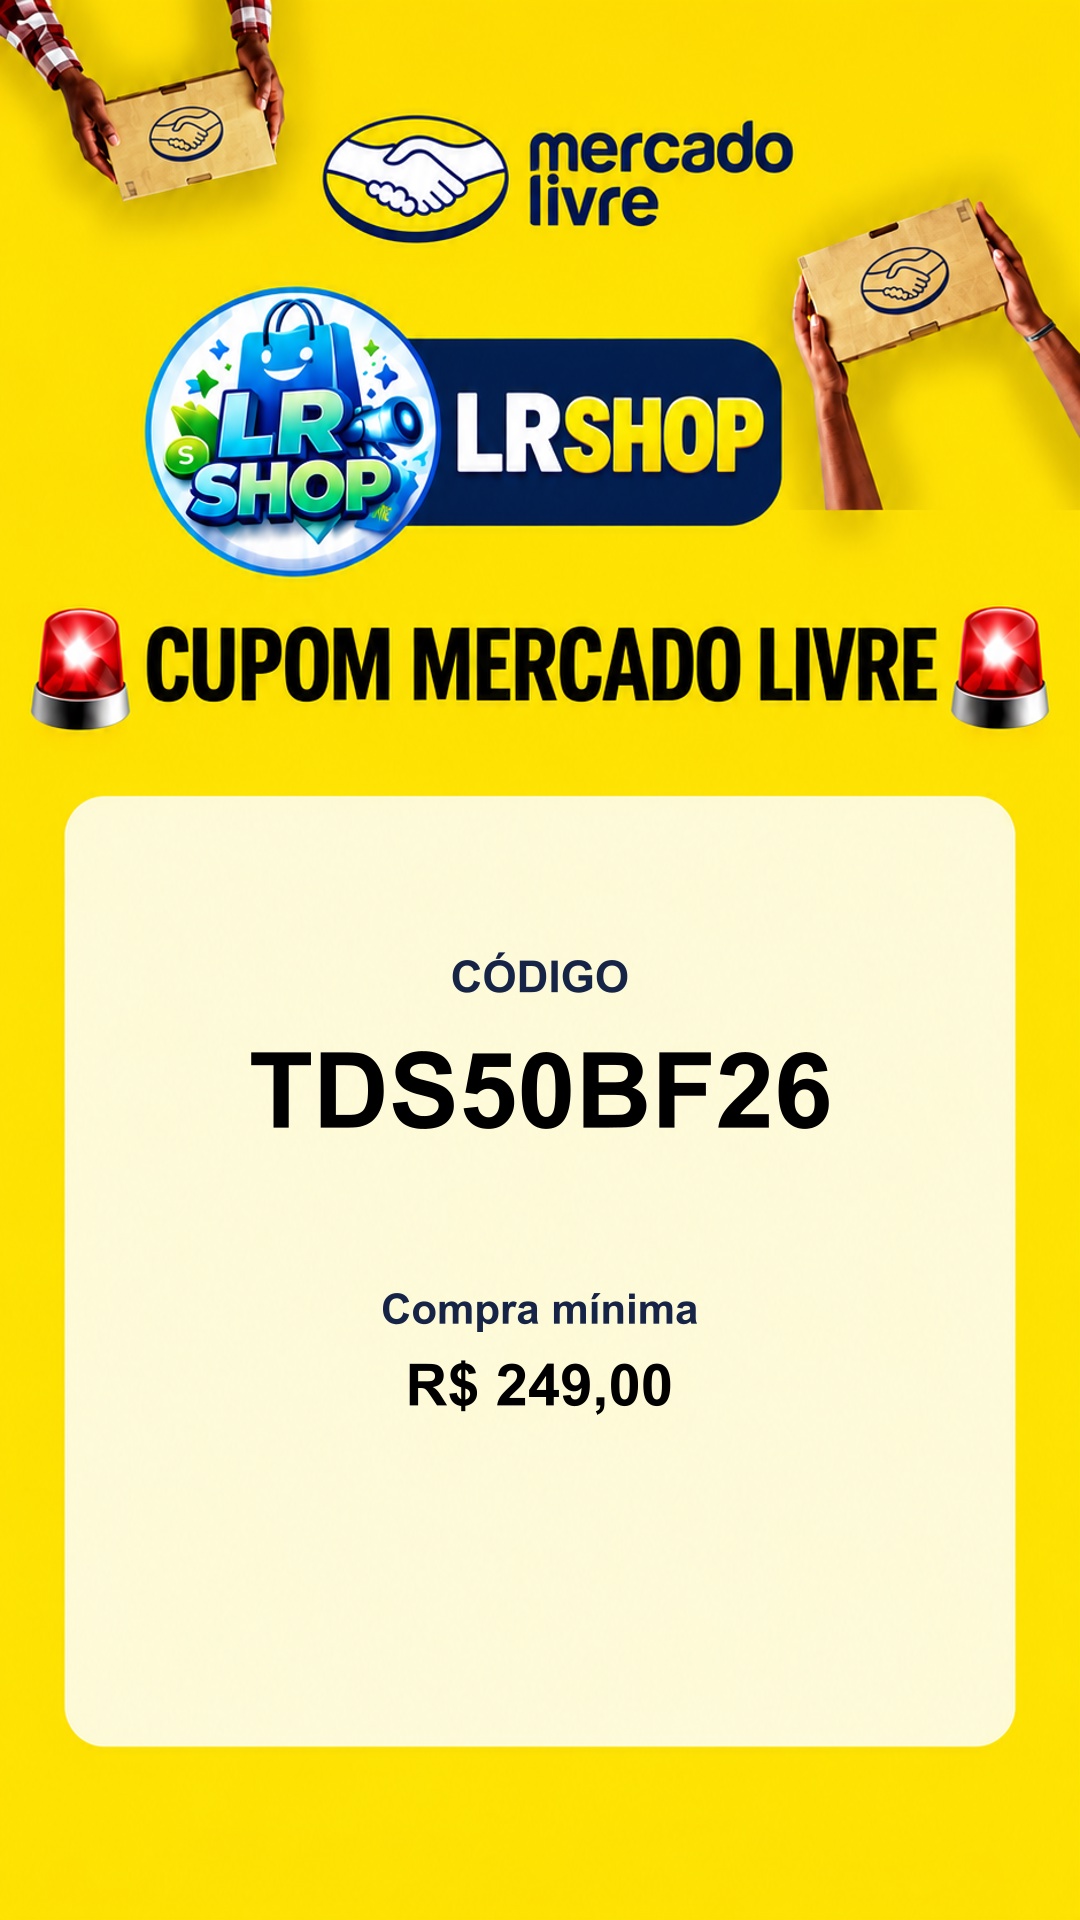 mercado
livre
LR
SHOP
LRSHOP
S
CUPOM MERCADO LIVRE
CÓDIGO
TDS50BF26
Compra mínima
R$ 249,00